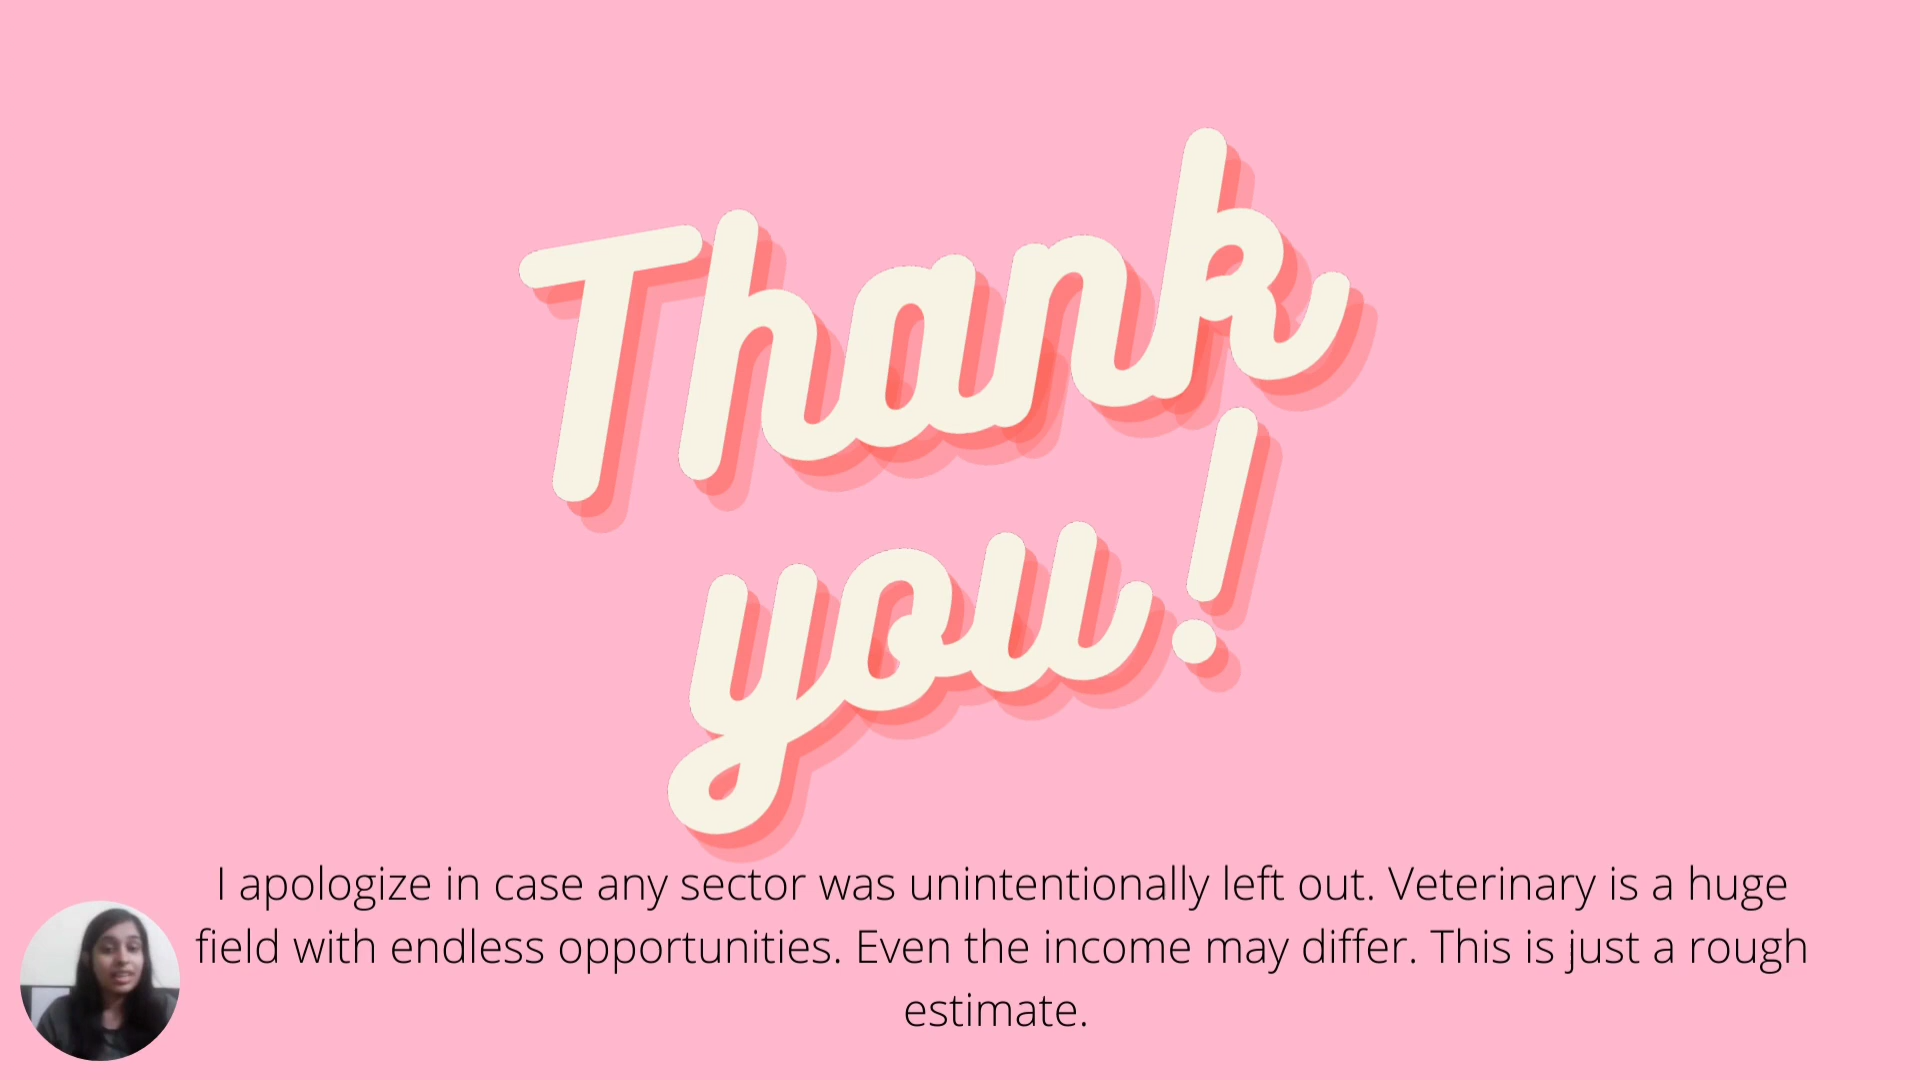 Thank
you!
I apologize in case any sector was unintentionally left out. Veterinary is a huge
field with endless opportunities. Even the income may differ. This is just a rough
estimate.